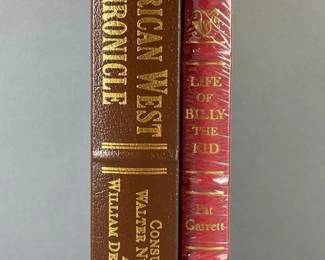 RICAN WEST
RONICLE
CONSU
WALTER N
WILLIAM DE
LIFE
OF
BILLY
THE
KID
Pat
Garrett